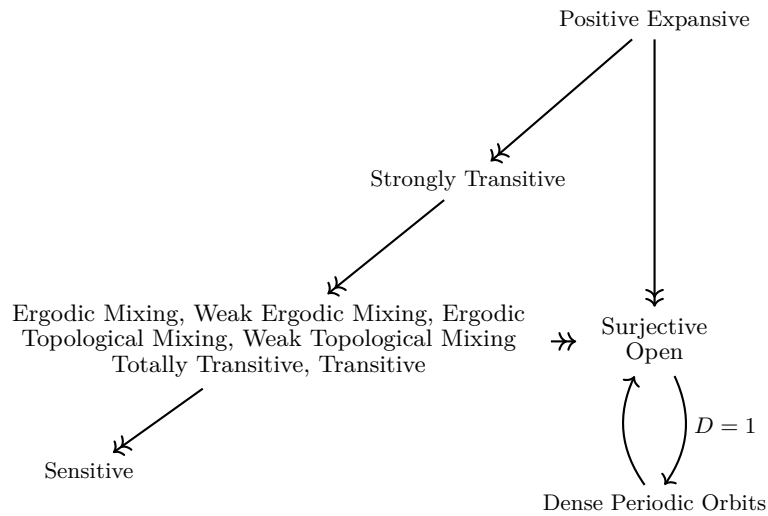 Positive Expansive
Strongly Transitive
Ergodic Mixing, Weak Ergodic Mixing, Ergodic
Topological Mixing, Weak Topological Mixing
Totally Transitive, Transitive
Surjective
Open
D = 1
Sensitive
Dense Periodic Orbits